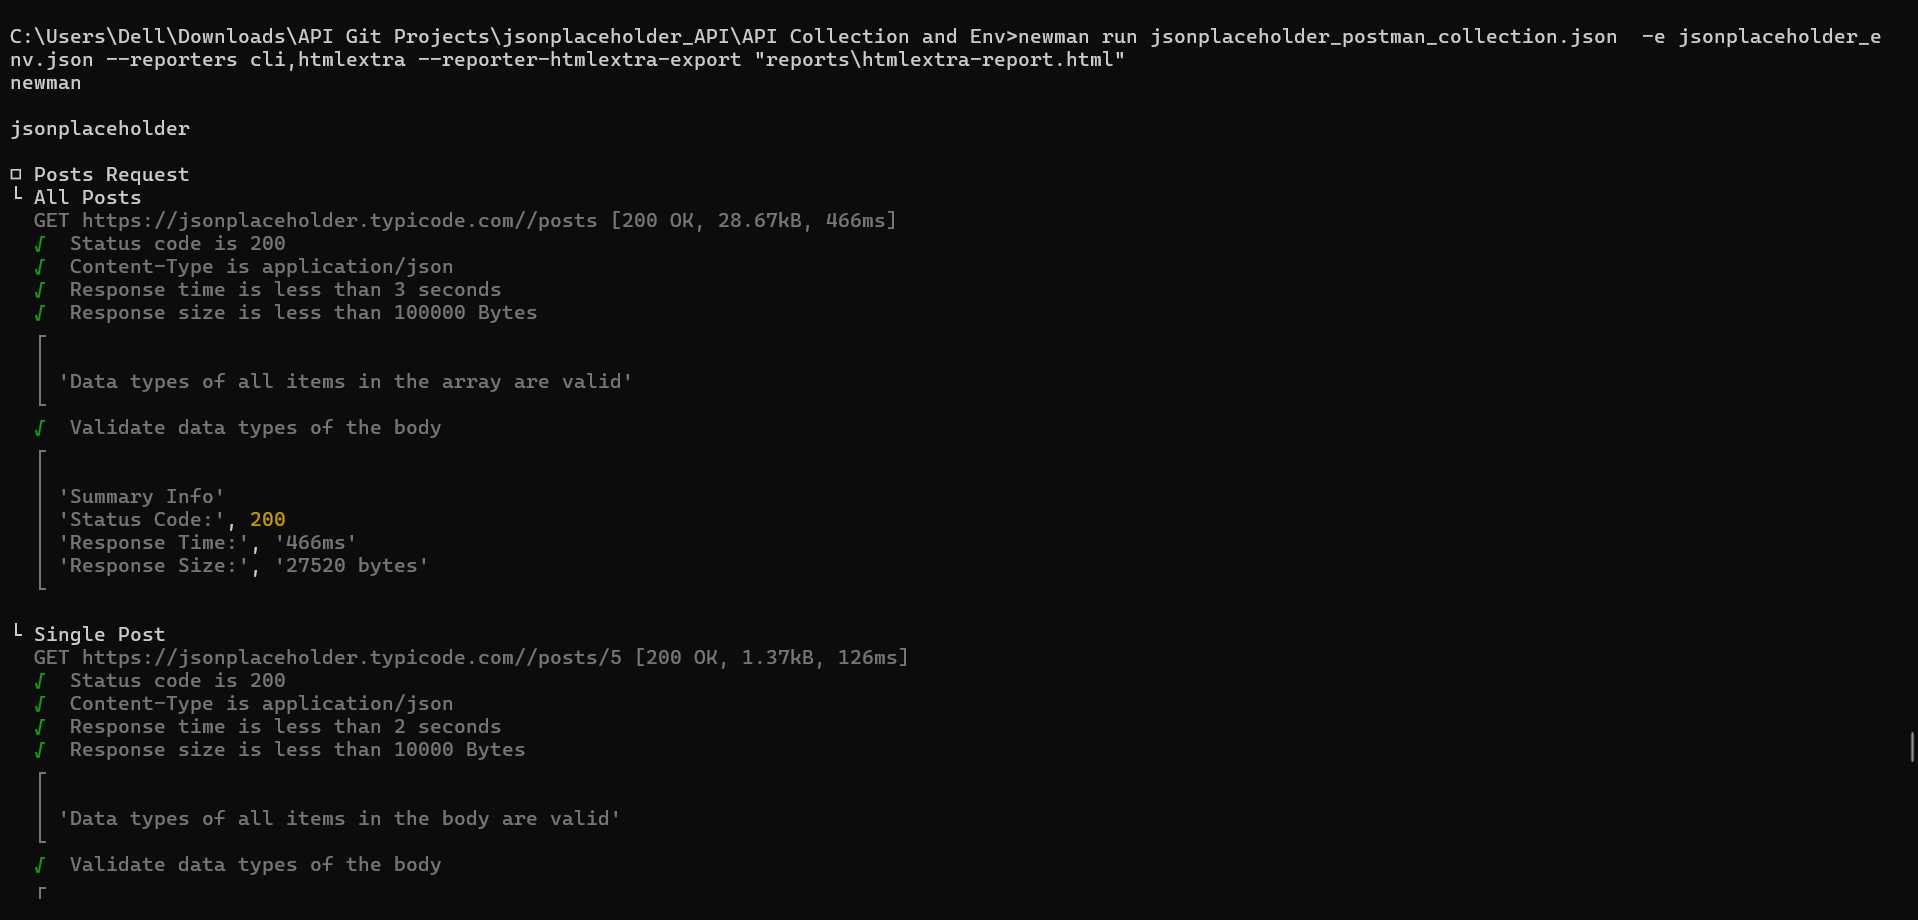 C:\Users\Dell\Downloads\API Git Projects\jsonplaceholder_API\API Collection and Env>newman run jsonplaceholder_postman_collection.json  -e jsonplaceholder_e
nv.json --reporters cli,htmlextra --reporter-htmlextra-export "reports\htmlextra-report.html"
newman
jsonplaceholder
□ Posts Request
└ All Posts
GET https://jsonplaceholder.typicode.com//posts [200 OK, 28.67kB, 466ms]
√  Status code is 200
√  Content-Type is application/json
√  Response time is less than 3 seconds
√  Response size is less than 100000 Bytes
'Data types of all items in the array are valid'
√  Validate data types of the body
'Summary Info'
'Status Code:', 200
'Response Time:', '466ms'
'Response Size:', '27520 bytes'
└ Single Post
GET https://jsonplaceholder.typicode.com//posts/5 [200 OK, 1.37kB, 126ms]
√  Status code is 200
√  Content-Type is application/json
√  Response time is less than 2 seconds
√  Response size is less than 10000 Bytes
'Data types of all items in the body are valid'
√  Validate data types of the body